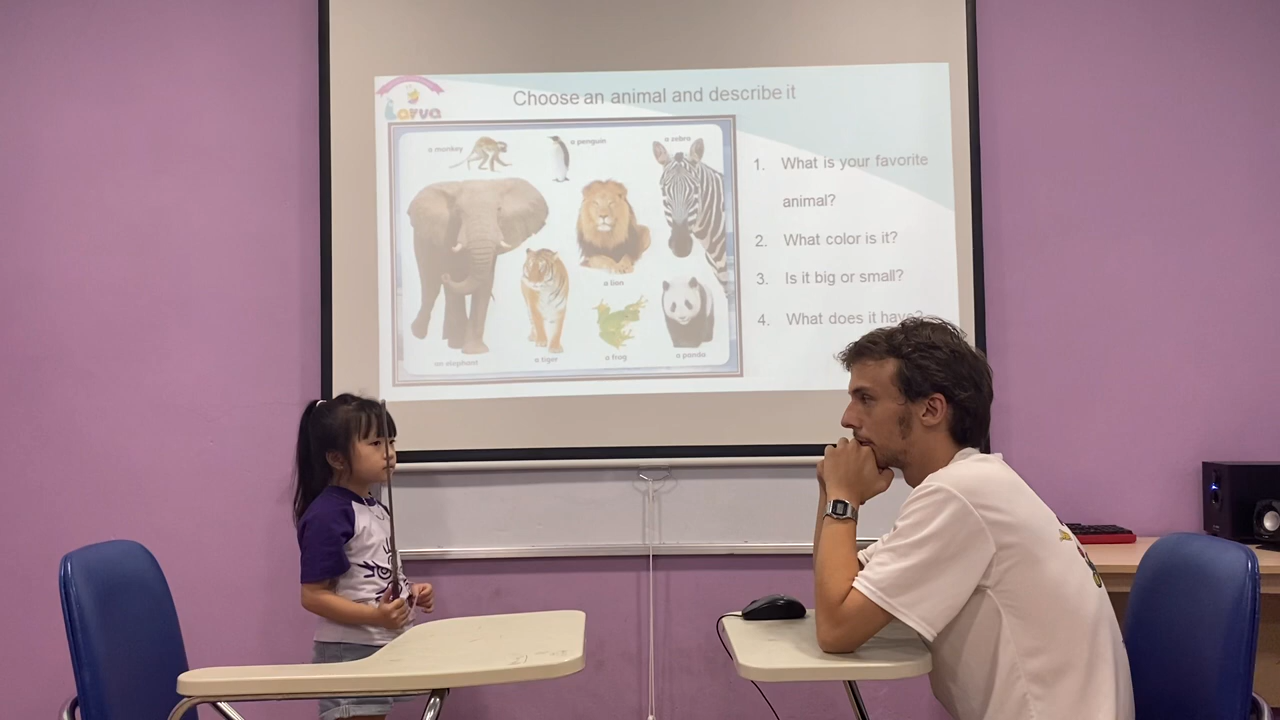 Larva
Choose an animal and describe it
a monkey
a penguin
a zebra
an elephant
a tiger
a lion
a frog
a panda
1. What is your favorite
animal?
2. What color is it?
3. Is it big or small?
4. What does it have?